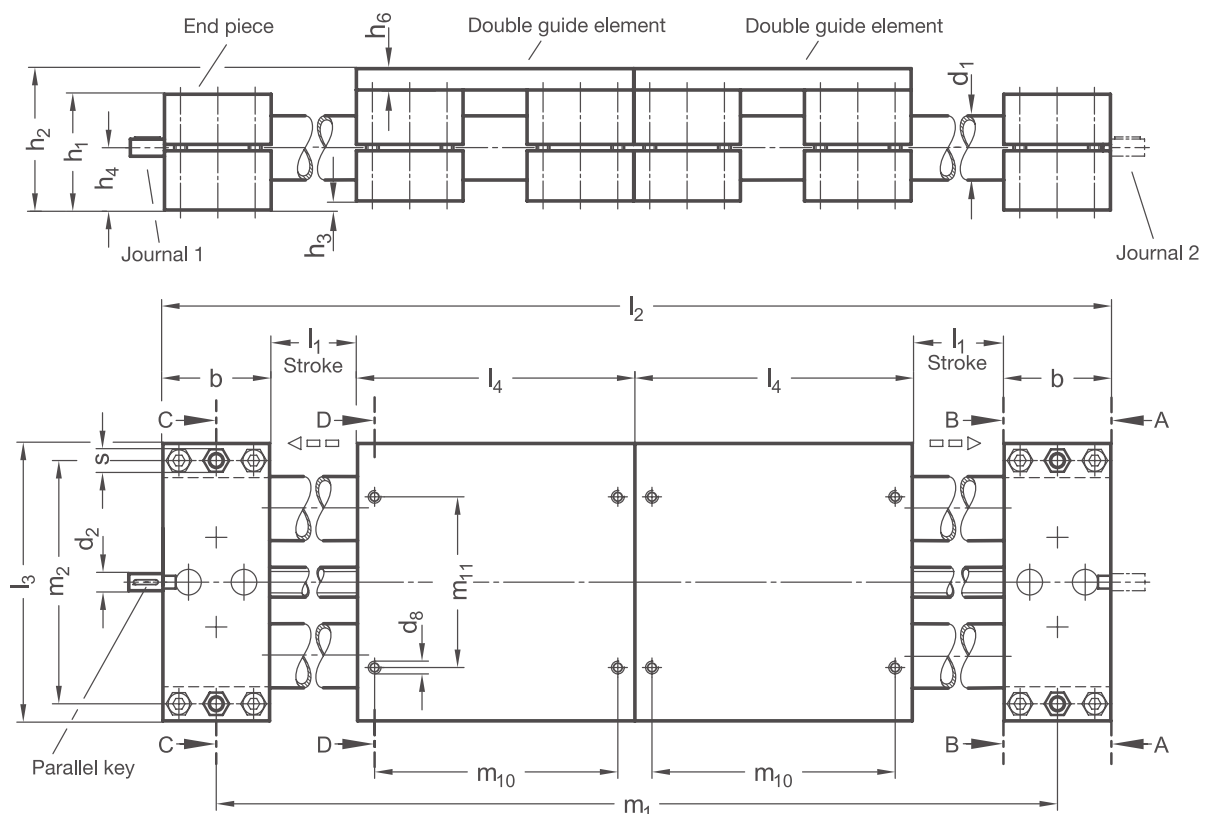 End piece
Double guide element
Double guide element
h6
d1
h2
h1
h4
h3
Journal 1
Journal 2
l2
l1
Stroke
l1
Stroke
b
l4
l4
b
C
D
B
A
s
d2
m2
l3
m11
d8
C
D
B
A
Parallel key
m10
m10
m1